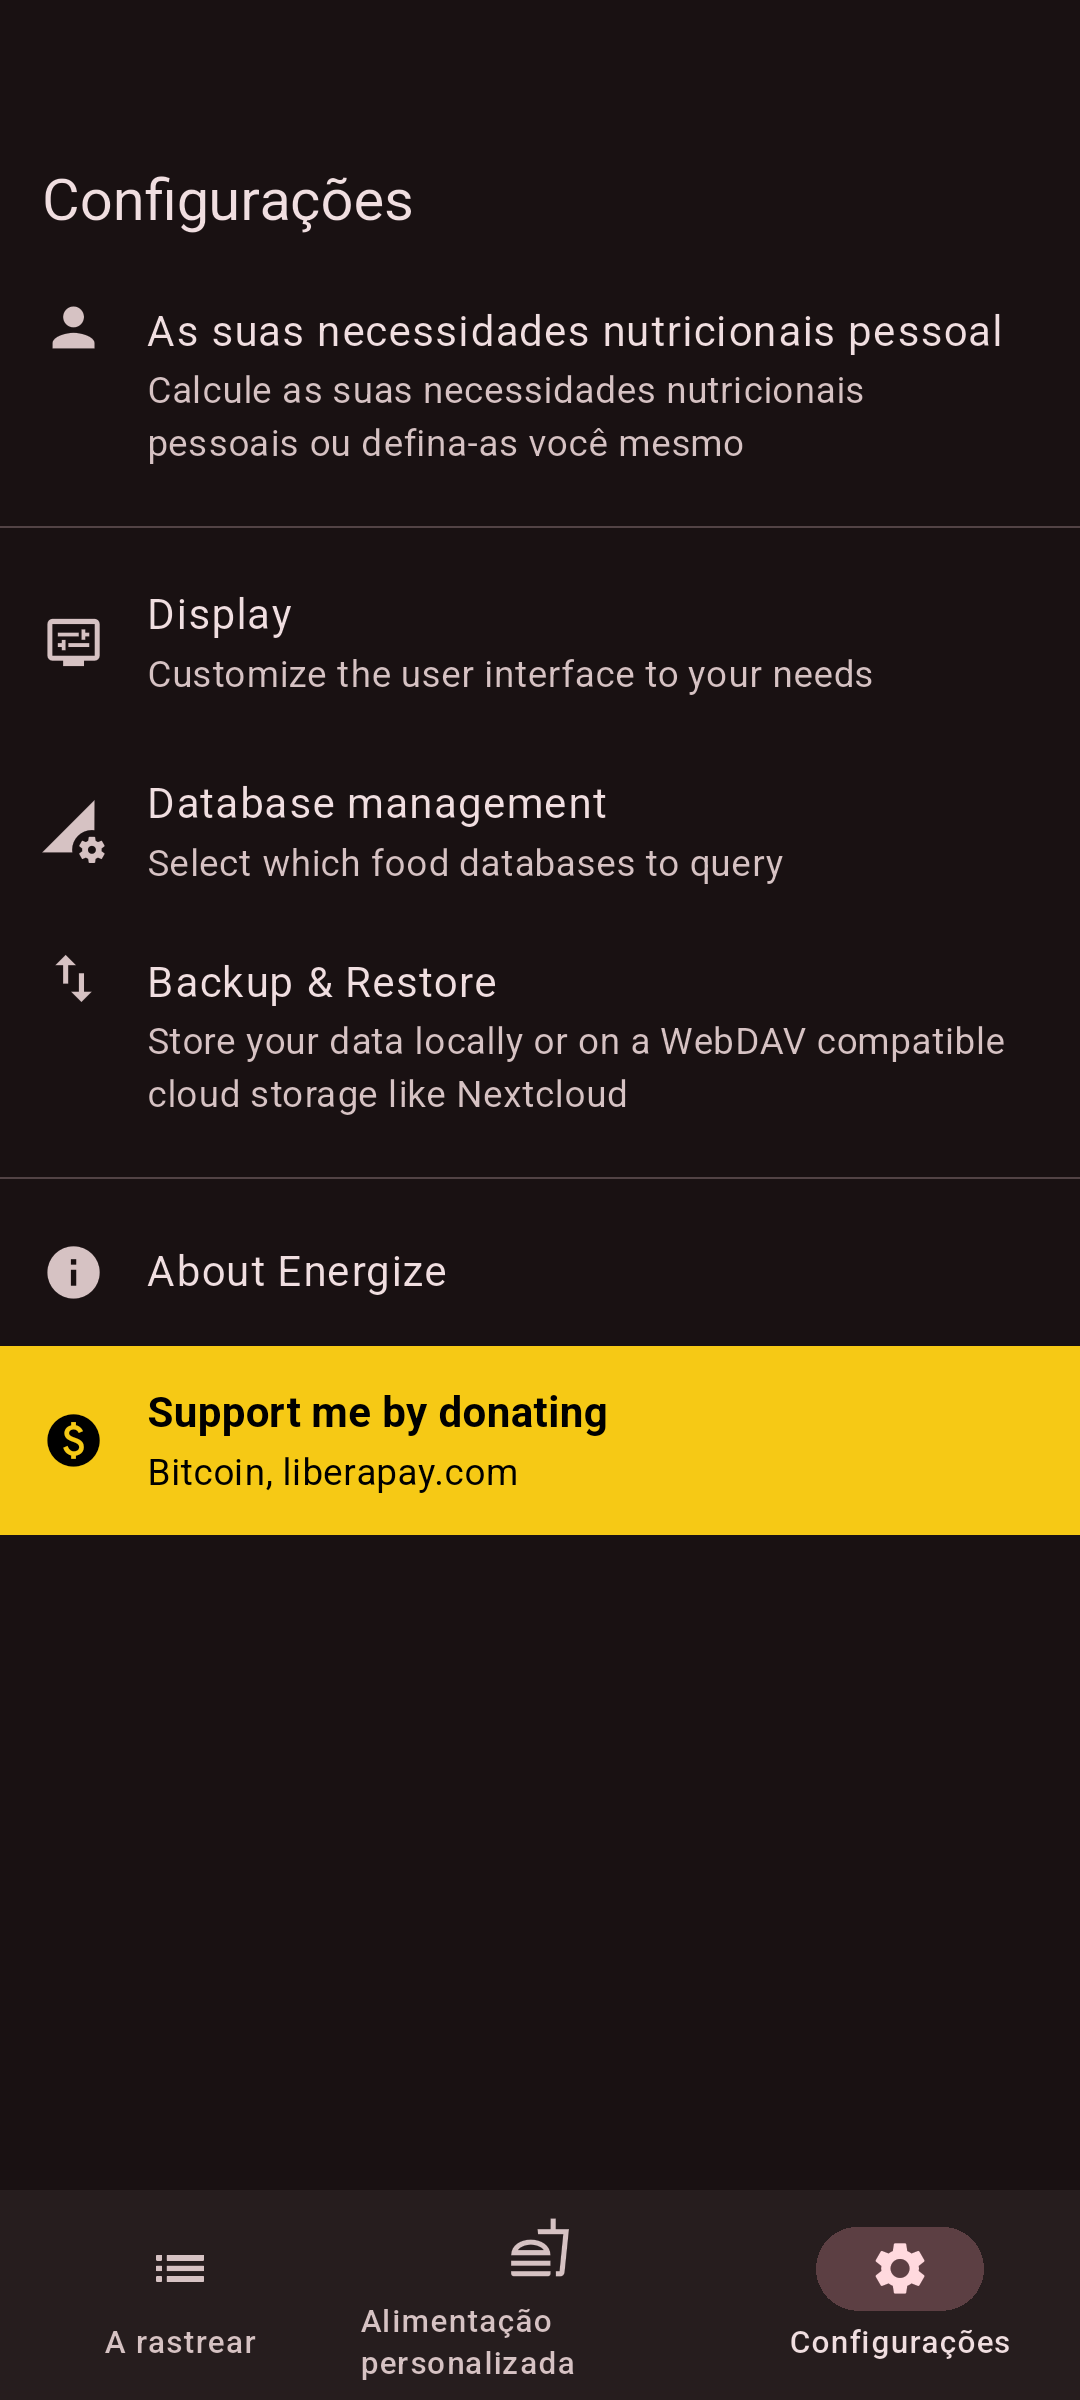 Configurações
As suas necessidades nutricionais pessoal
Calcule as suas necessidades nutricionais
pessoais ou defina-as você mesmo
Display
Customize the user interface to your needs
Database management
Select which food databases to query
Backup & Restore
Store your data locally or on a WebDAV compatible
cloud storage like Nextcloud
About Energize
Support me by donating
Bitcoin, liberapay.com
A rastrear
Alimentação
personalizada
Configurações